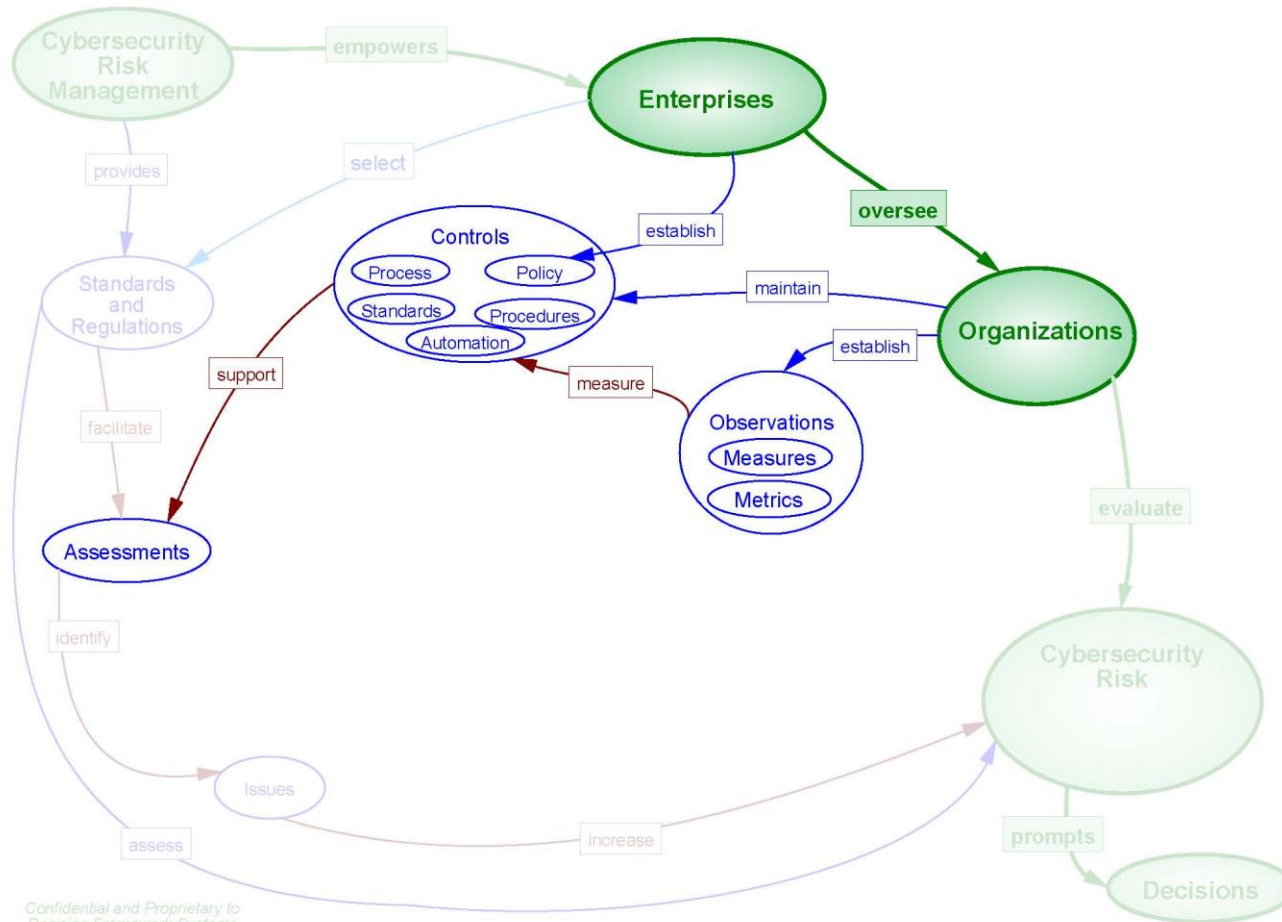 Cybersecurity
Risk
Management
empowers
Enterprises
provides
select
establish
oversee
Controls
Process
Policy
Standards
Procedures
Automation
maintain
Standards
and
Regulations
Organizations
establish
support
measure
facilitate
Observations
Measures
Metrics
evaluate
Assessments
identify
Cybersecurity
Risk
Issues
assess
increase
prompts
Decisions
Confidential and Proprietary to